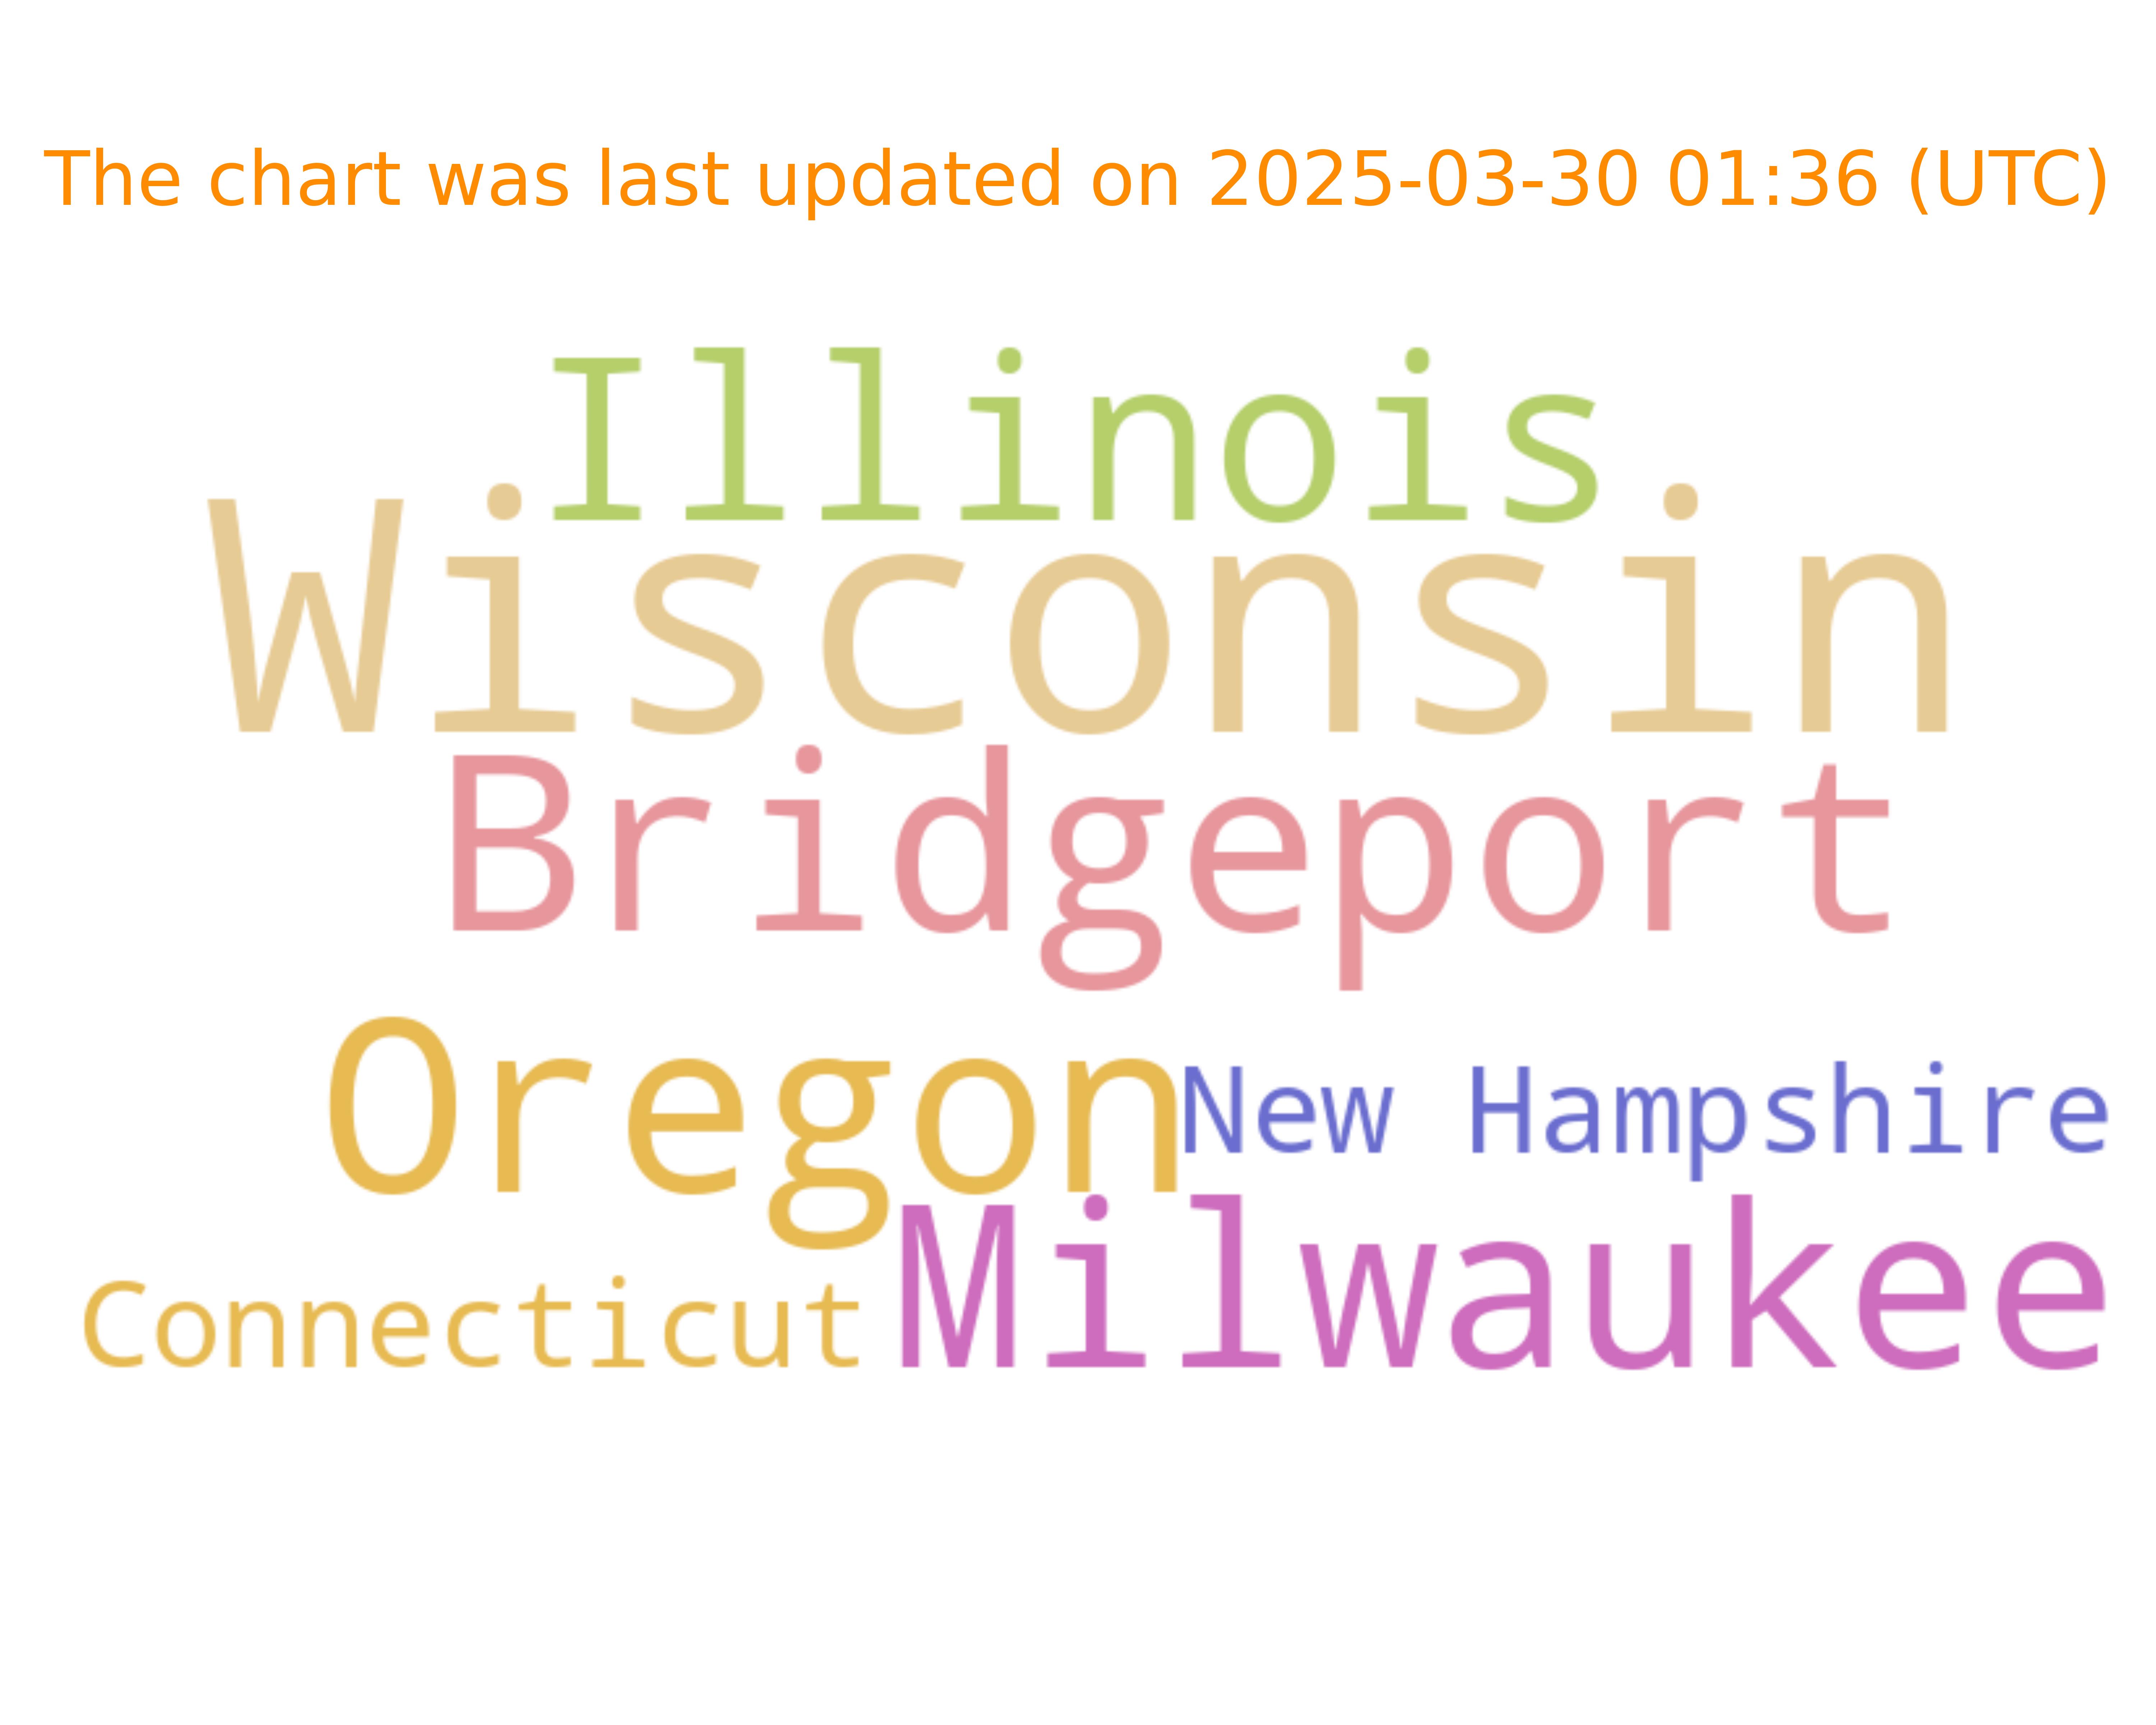 The chart was last updated on 2025-03-30 01:36 (UTC)
Illinois
Wisconsin
Bridgeport
Oregon New Hampshire
Connecticut Milwaukee